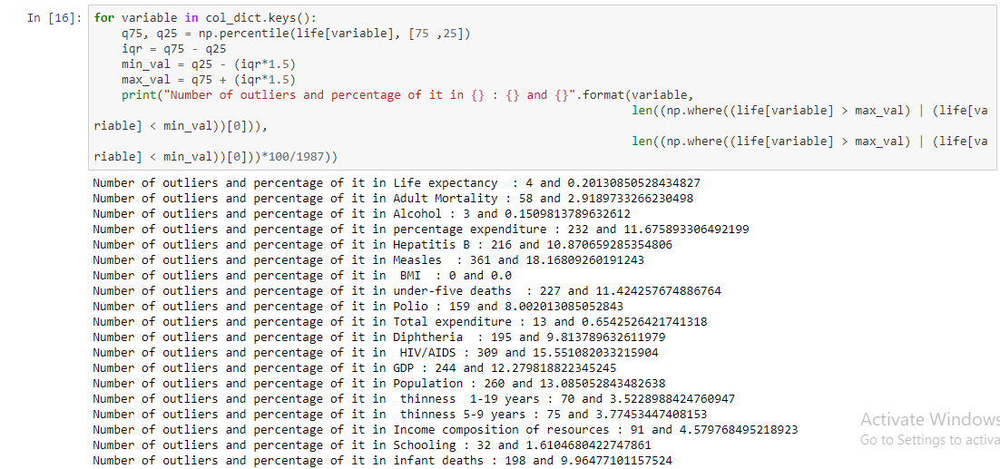 In [16]: for variable in col_dict.keys():
    q75, q25 = np.percentile(life[variable], [75 ,25])
    iqr = q75 - q25
    min_val = q25 - (iqr*1.5)
    max_val = q75 + (iqr*1.5)
    print("Number of outliers and percentage of it in {} : {} and {}".format(variable,
                                                                              len((np.where((life[variable] > max_val) | (life[va
riable] < min_val))[0])),
                                                                              len((np.where((life[variable] > max_val) | (life[va
riable] < min_val))[0]))*100/1987))
Number of outliers and percentage of it in Life expectancy  : 4 and 0.20130850528434827
Number of outliers and percentage of it in Adult Mortality : 58 and 2.9189733266230498
Number of outliers and percentage of it in Alcohol : 3 and 0.1509813789632612
Number of outliers and percentage of it in percentage expenditure : 232 and 11.675893306492199
Number of outliers and percentage of it in Hepatitis B : 216 and 10.870659285354806
Number of outliers and percentage of it in Measles  : 361 and 18.16809260191243
Number of outliers and percentage of it in  BMI  : 0 and 0.0
Number of outliers and percentage of it in under-five deaths  : 227 and 11.424257674886764
Number of outliers and percentage of it in Polio : 159 and 8.002013085052843
Number of outliers and percentage of it in Total expenditure : 13 and 0.6542526421741318
Number of outliers and percentage of it in Diphtheria  : 195 and 9.813789632611979
Number of outliers and percentage of it in  HIV/AIDS : 309 and 15.551082033215904
Number of outliers and percentage of it in GDP : 244 and 12.279818822345245
Number of outliers and percentage of it in Population : 260 and 13.085052843482638
Number of outliers and percentage of it in  thinness  1-19 years : 70 and 3.5228988424760947
Number of outliers and percentage of it in  thinness 5-9 years : 75 and 3.77453447408153
Number of outliers and percentage of it in Income composition of resources : 91 and 4.579768495218923
Number of outliers and percentage of it in Schooling : 32 and 1.6104680422747861
Number of outliers and percentage of it in infant deaths : 198 and 9.96477101157524
Activate Windows
Go to Settings to activa